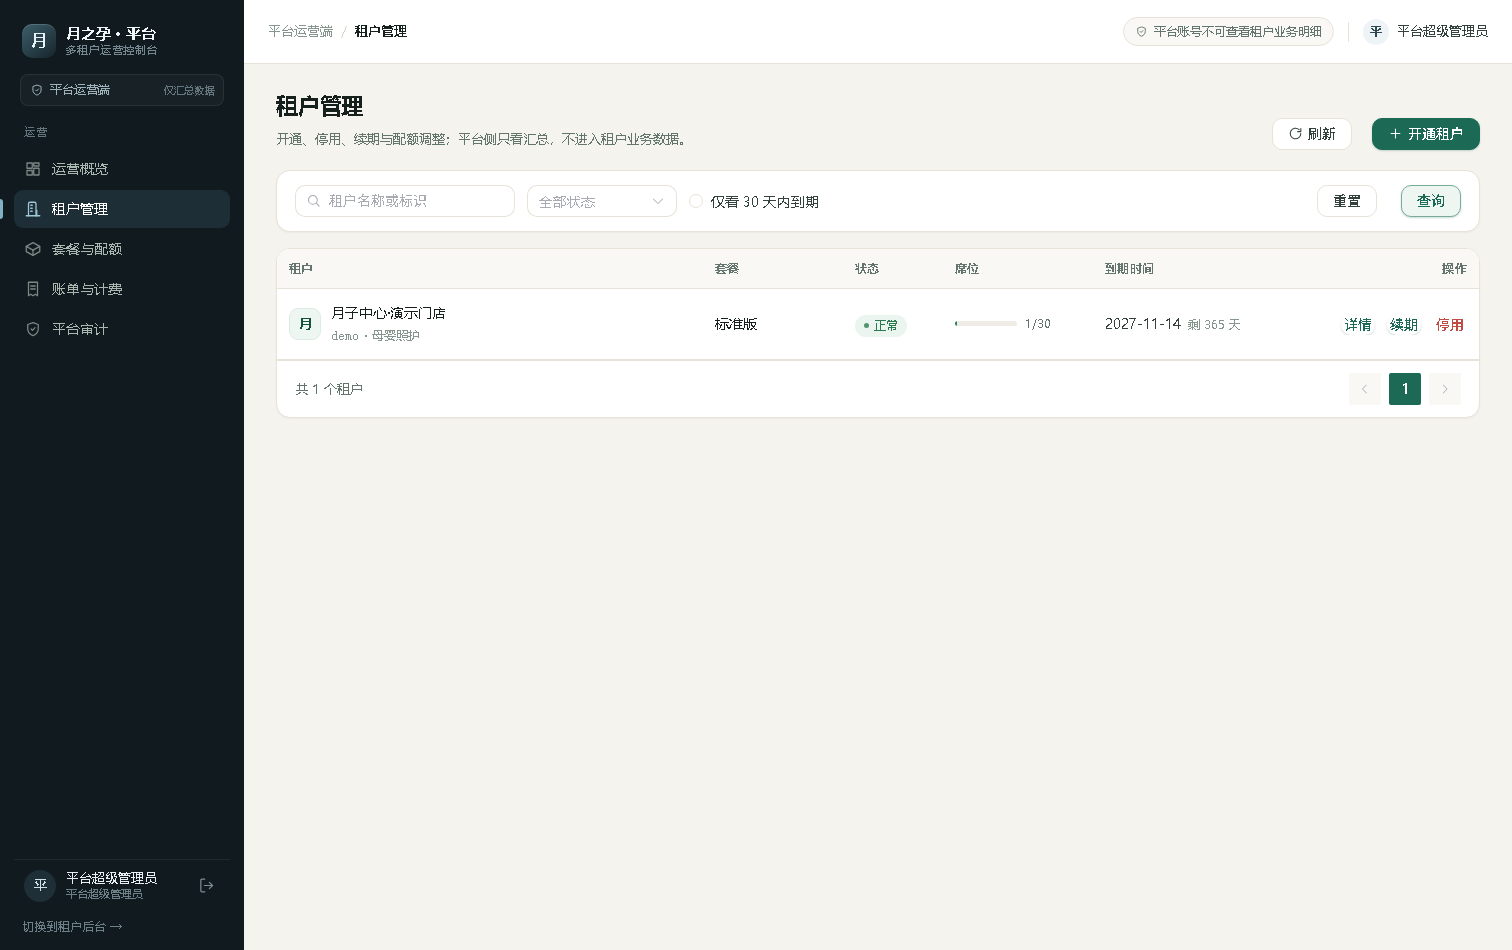 月
月之孕·平台
多租户运营控制台
平台运营端
仅汇总数据
运营
运营概览
租户管理
套餐与配额
账单与计费
平台审计
平
平台超级管理员
平台超级管理员
切换到租户后台 →
平台运营端 / 租户管理
平台账号不可查看租户业务明细
平
平台超级管理员
租户管理
开通、停用、续期与配额调整；平台侧只看汇总，不进入租户业务数据。
刷新
开通租户
租户名称或标识
全部状态
仅看 30 天内到期
重置
查询
租户 套餐 状态 席位 到期时间 操作
月
月子中心·演示门店
demo · 母婴照护
标准版
正常
1/30
2027-11-14 剩 365 天
详情 续期 停用
共 1 个租户
1